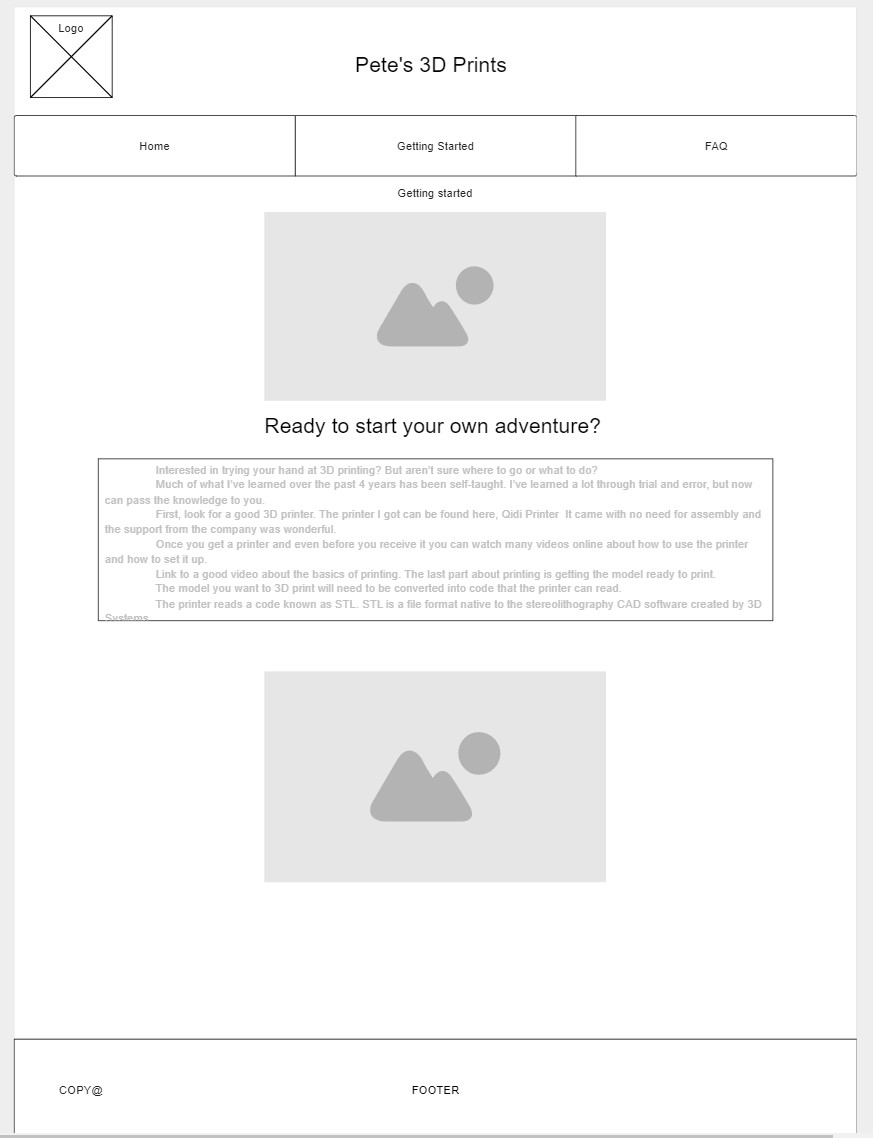 Logo
Pete's 3D Prints
Home
Getting Started
FAQ
Getting started
Ready to start your own adventure?
Interested in trying your hand at 3D printing? But aren't sure where to go or what to do?
Much of what I've learned over the past 4 years has been self-taught. I've learned a lot through trial and error, but now
can pass the knowledge to you.
First, look for a good 3D printer. The printer I got can be found here, Qidi Printer  It came with no need for assembly and
the support from the company was wonderful.
Once you get a printer and even before you receive it you can watch many videos online about how to use the printer
and how to set it up.
Link to a good video about the basics of printing. The last part about printing is getting the model ready to print.
The model you want to 3D print will need to be converted into code that the printer can read.
The printer reads a code known as STL. STL is a file format native to the stereolithography CAD software created by 3D
Systems
COPY@
FOOTER